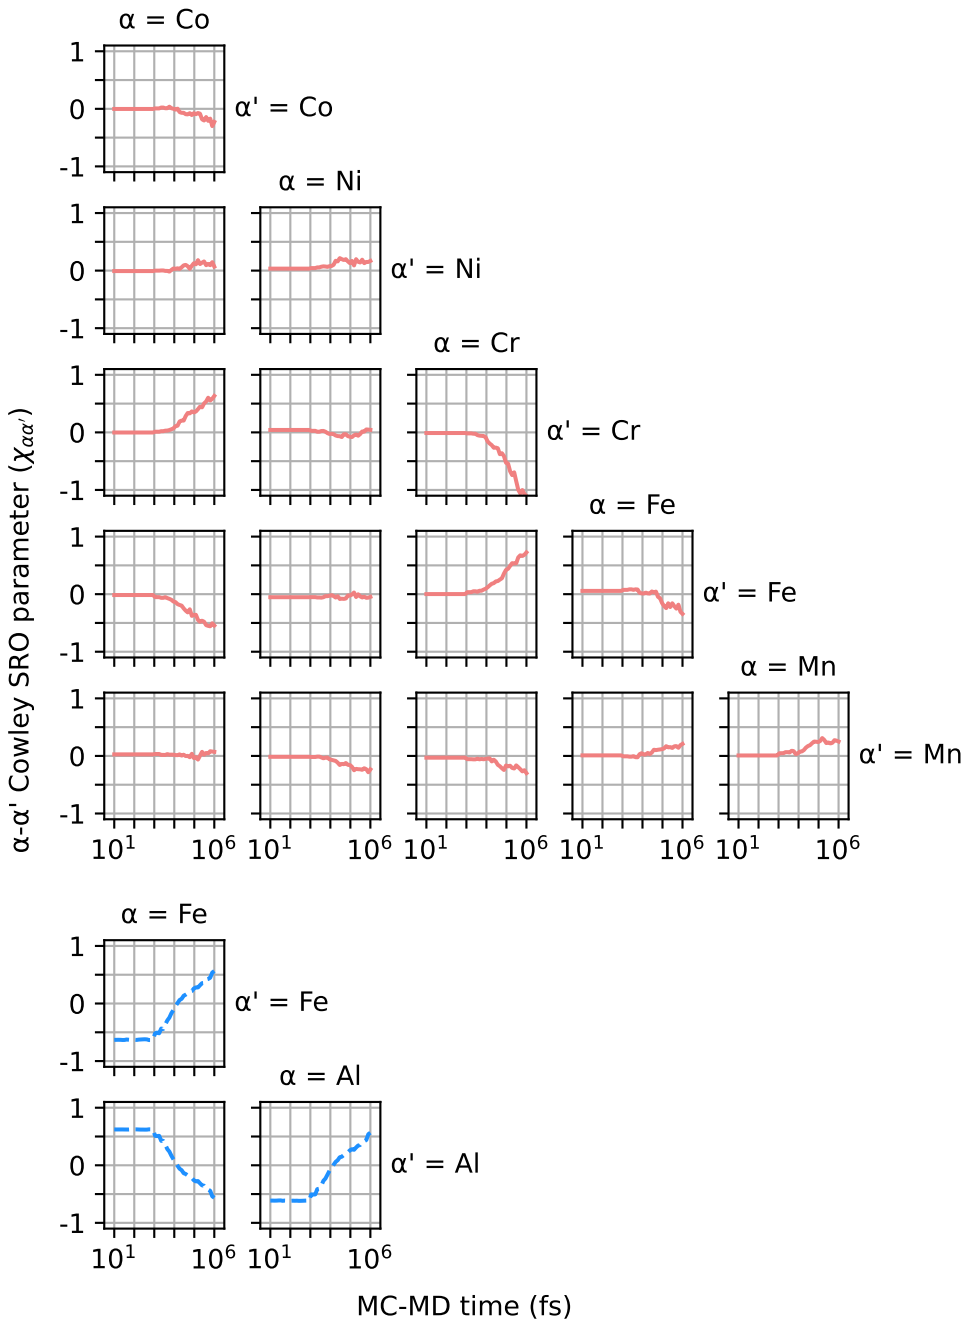 α = Co
1
0
-1
α' = Co
α = Ni
1
0
-1
α' = Ni
α = Cr
1
0
-1
α' = Cr
α = Fe
1
0
-1
α' = Fe
α = Mn
1
0
-1
α' = Mn
10¹ 10⁶ 10¹ 10⁶ 10¹ 10⁶ 10¹ 10⁶ 10¹ 10⁶
α-α' Cowley SRO parameter (χαα′)
α = Fe
1
0
-1
α' = Fe
α = Al
1
0
-1
α' = Al
10¹ 10⁶ 10¹ 10⁶
MC-MD time (fs)